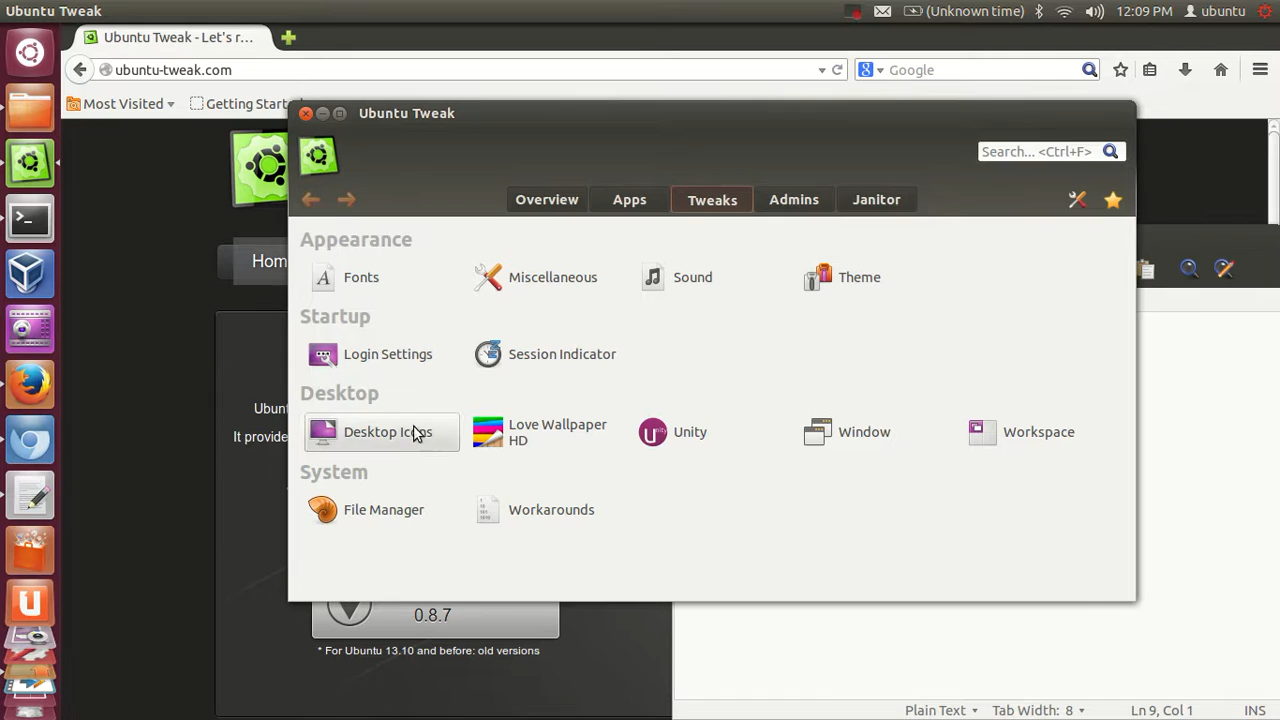 Ubuntu Tweak
(Unknown time)
12:09 PM
ubuntu
Ubuntu Tweak - Let's r...
ubuntu-tweak.com
Google
Most Visited
Getting Starte
Ubuntu Tweak
Search... <Ctrl+F>
Overview
Apps
Tweaks
Admins
Janitor
Hom
Appearance
Fonts
Miscellaneous
Sound
Theme
Startup
Login Settings
Session Indicator
Desktop
Ubunt
It provide
Desktop Icons
Love Wallpaper
HD
Unity
Window
Workspace
System
File Manager
Workarounds
0.8.7
* For Ubuntu 13.10 and before: old versions
Plain Text
Tab Width: 8
Ln 9, Col 1
INS